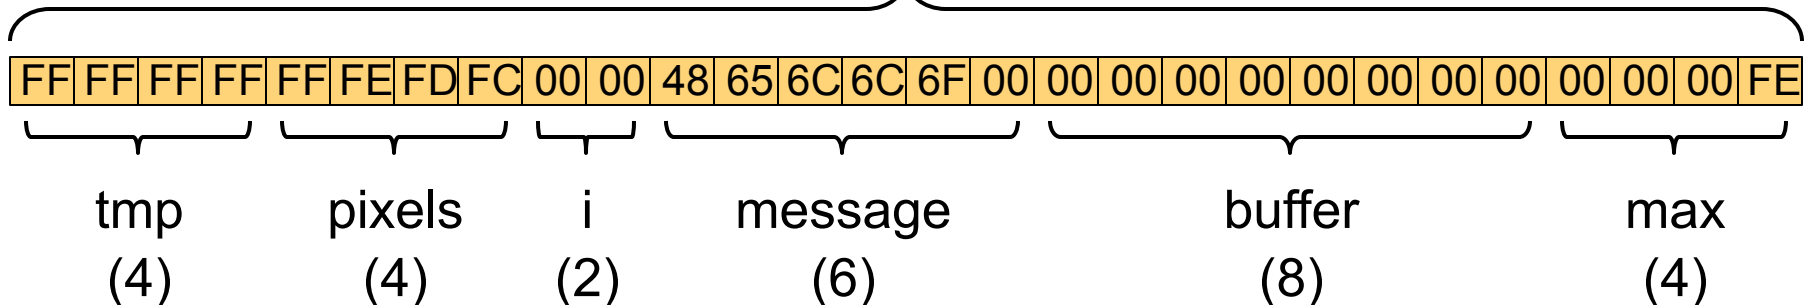 FF FF FF FF FF FE FD FC 00 00 48 65 6C 6C 6F 00 00 00 00 00 00 00 00 00 00 00 00 FE
tmp pixels i message buffer max
(4) (4) (2) (6) (8) (4)